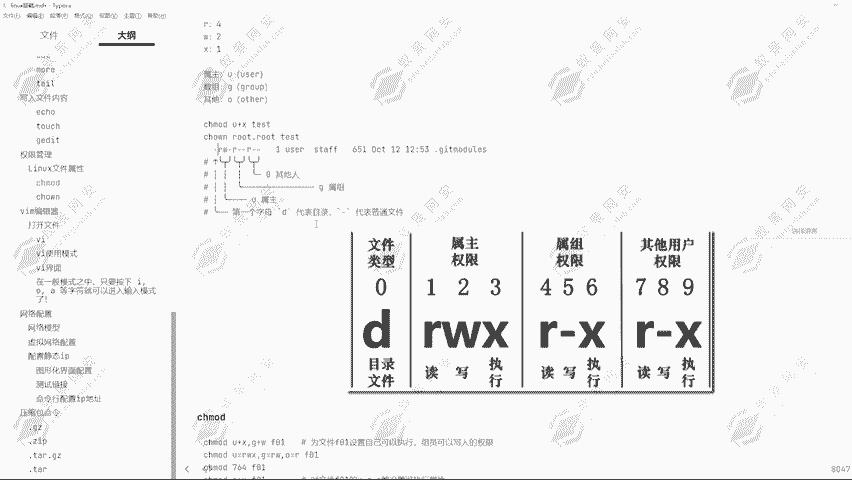 linux基础.md - Typora
文件(F) 编辑(E) 段落(P) 格式(O) 视图(V) 主题(T) 帮助(H)
文件 大纲
more
tail
写入文件内容
echo
touch
gedit
权限管理
Linux文件属性
chmod
chown
vim编辑器
打开文件
vi
vi使用模式
vi界面
在一般模式之中，只要按下 i,
o, a 等字符就可以进入输入模式
了！
网络配置
网络模型
虚拟网络配置
配置静态ip
图形化界面配置
测试链接
命令行配置ip地址
压缩包命令
.gz
.zip
.tar.gz
.tar
r: 4
w: 2
x: 1
属主: u (user)
数组: g (group)
其他: o (other)
chmod u+x test
chown root.root test
-rw-r--r-- 1 user staff 651 Oct 12 12:53 .gitmodules
# 其他人
# g 属组
# u 属主
# 第一个字母 `d` 代表目录, `-` 代表普通文件
文件 属主 属组 其他用户
类型 权限 权限 权限
0 1 2 3 4 5 6 7 8 9
d rwx r-x r-x
目录 读 写 执 读 写 执 读 写 执
文件 行 行 行
chmod
chmod u+x,g+w f01 # 为文件f01设置自己可以执行，组员可以写入的权限
chmod u=rwx,g=rw,o=r f01
chmod 764 f01
8047